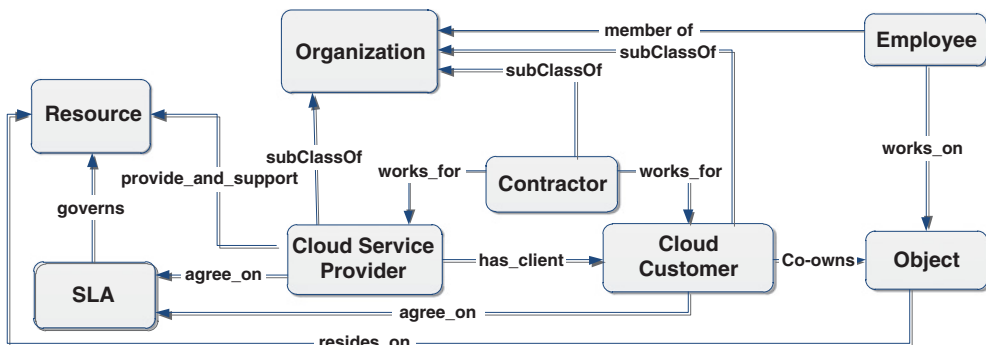 member of
Organization
Employee
subClassOf
subClassOf
Resource
works_on
subClassOf
works_for
Contractor
works_for
provide_and_support
governs
Cloud Service
Provider
Cloud
Customer
has_client
Co-owns
Object
agree_on
SLA
agree_on
resides_on